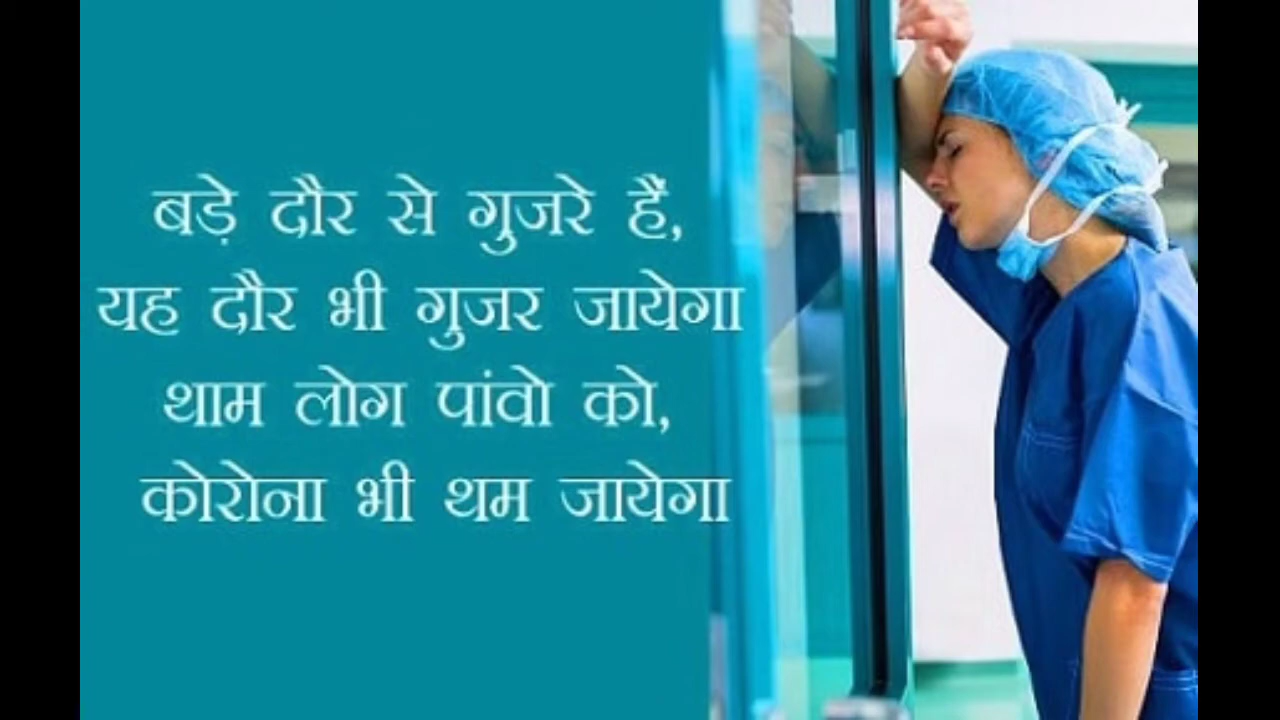 बड़े दौर से गुजरे हैं,
यह दौर भी गुजर जायेगा
थाम लोग पांवो को,
कोरोना भी थम जायेगा